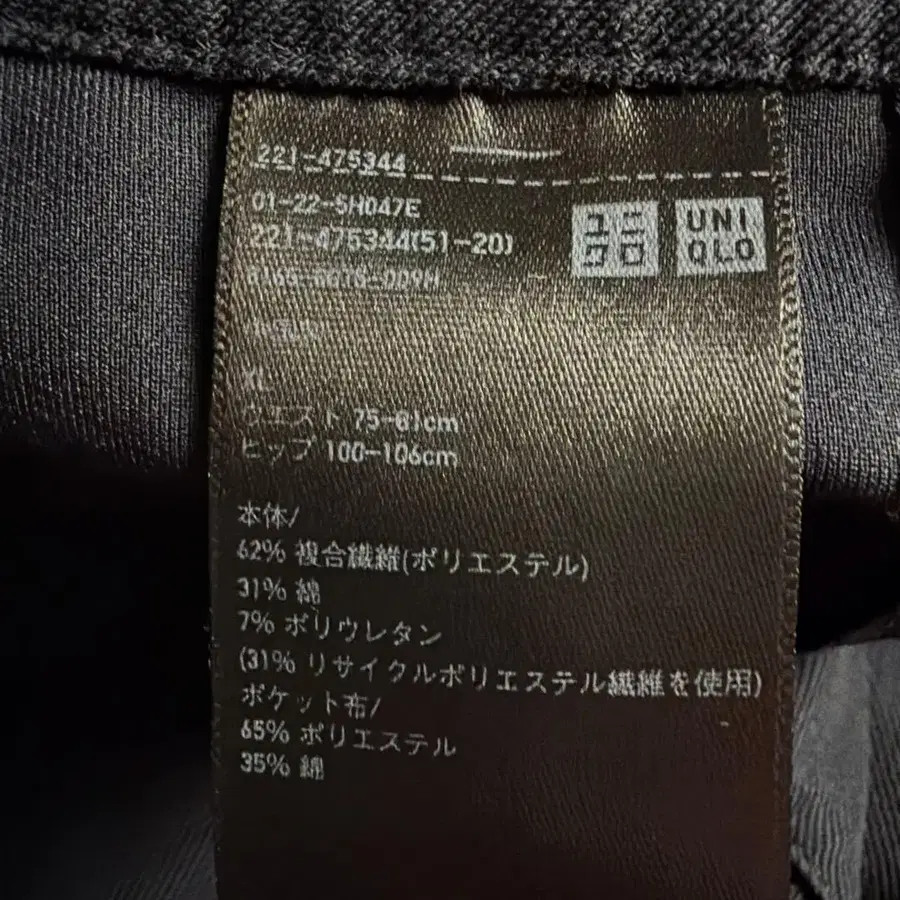 221-475344
01-22-SH047E
221-475344(51-20)
ユニ
クロ
UNI
QLO
XL
ウエスト 75-81cm
ヒップ 100-106cm
本体/
62% 複合繊維(ポリエステル)
31% 綿
7% ポリウレタン
(31% リサイクルポリエステル繊維を使用)
ポケット布/
65% ポリエステル
35% 綿